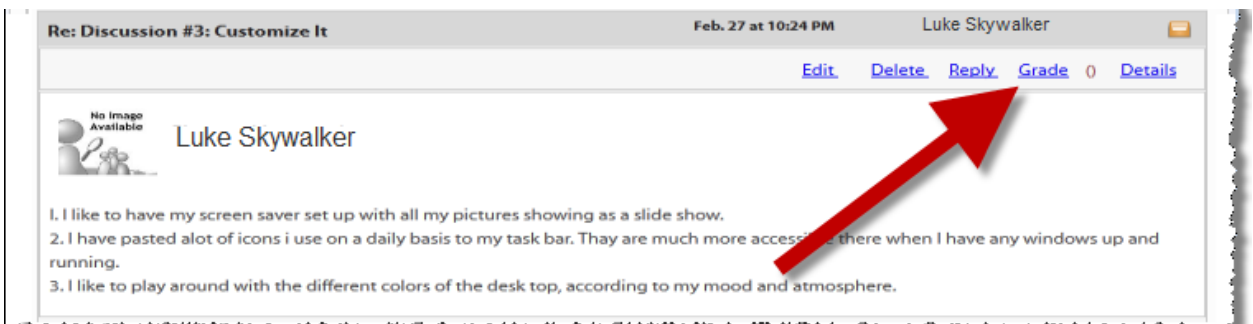 Re: Discussion #3: Customize It Feb. 27 at 10:24 PM Luke Skywalker
Edit Delete Reply Grade () Details
No Image
Available
Luke Skywalker
1. I like to have my screen saver set up with all my pictures showing as a slide show.
2. I have pasted alot of icons i use on a daily basis to my task bar. Thay are much more accessible there when I have any windows up and
running.
3. I like to play around with the different colors of the desk top, according to my mood and atmosphere.